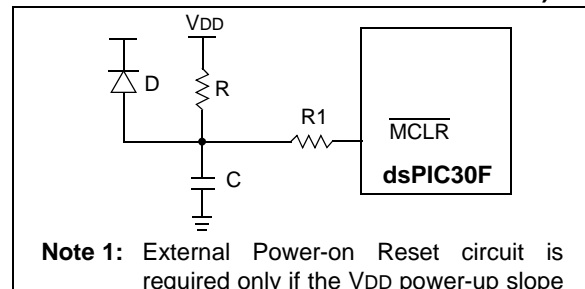 VDD
D
R
R1
MCLR
C
dsPIC30F
Note 1: External Power-on Reset circuit is
required only if the VDD power-up slope